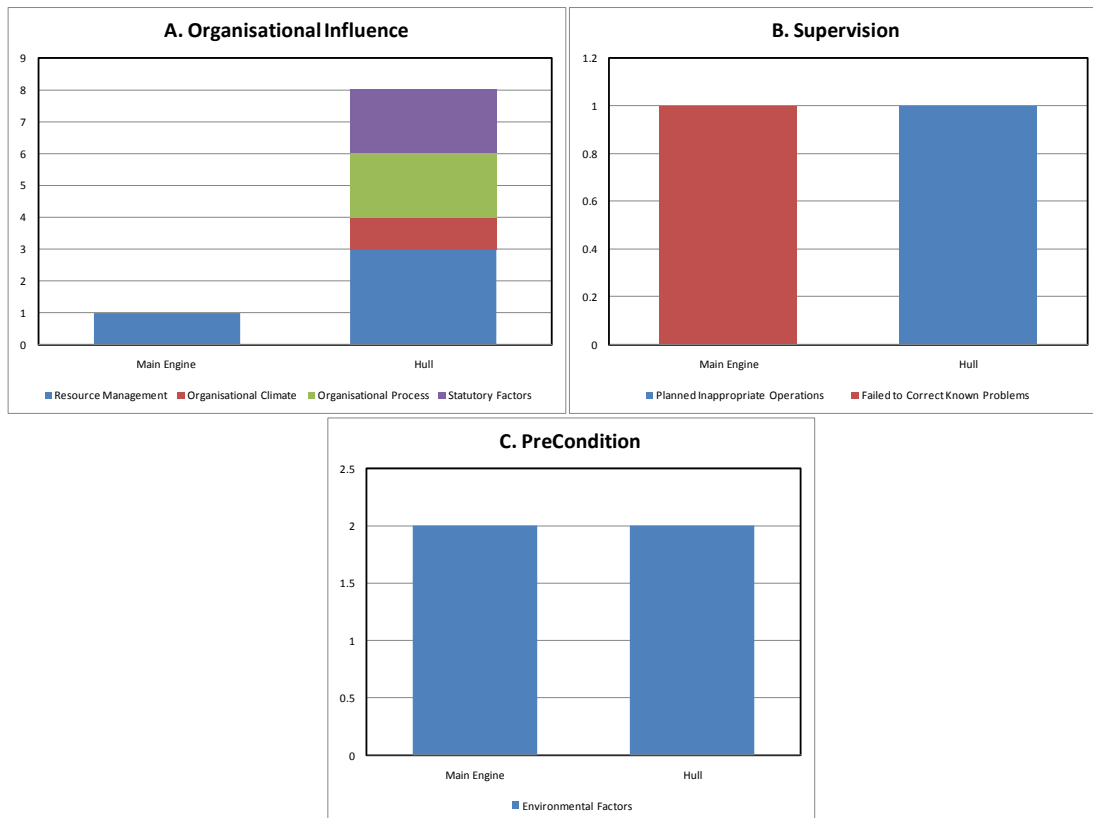 A. Organisational Influence
9
8
7
6
5
4
3
2
1
0
Main Engine Hull
Resource Management Organisational Climate Organisational Process Statutory Factors
B. Supervision
1.2
1
0.8
0.6
0.4
0.2
0
Main Engine Hull
Planned Inappropriate Operations Failed to Correct Known Problems
C. PreCondition
2.5
2
1.5
1
0.5
0
Main Engine Hull
Environmental Factors